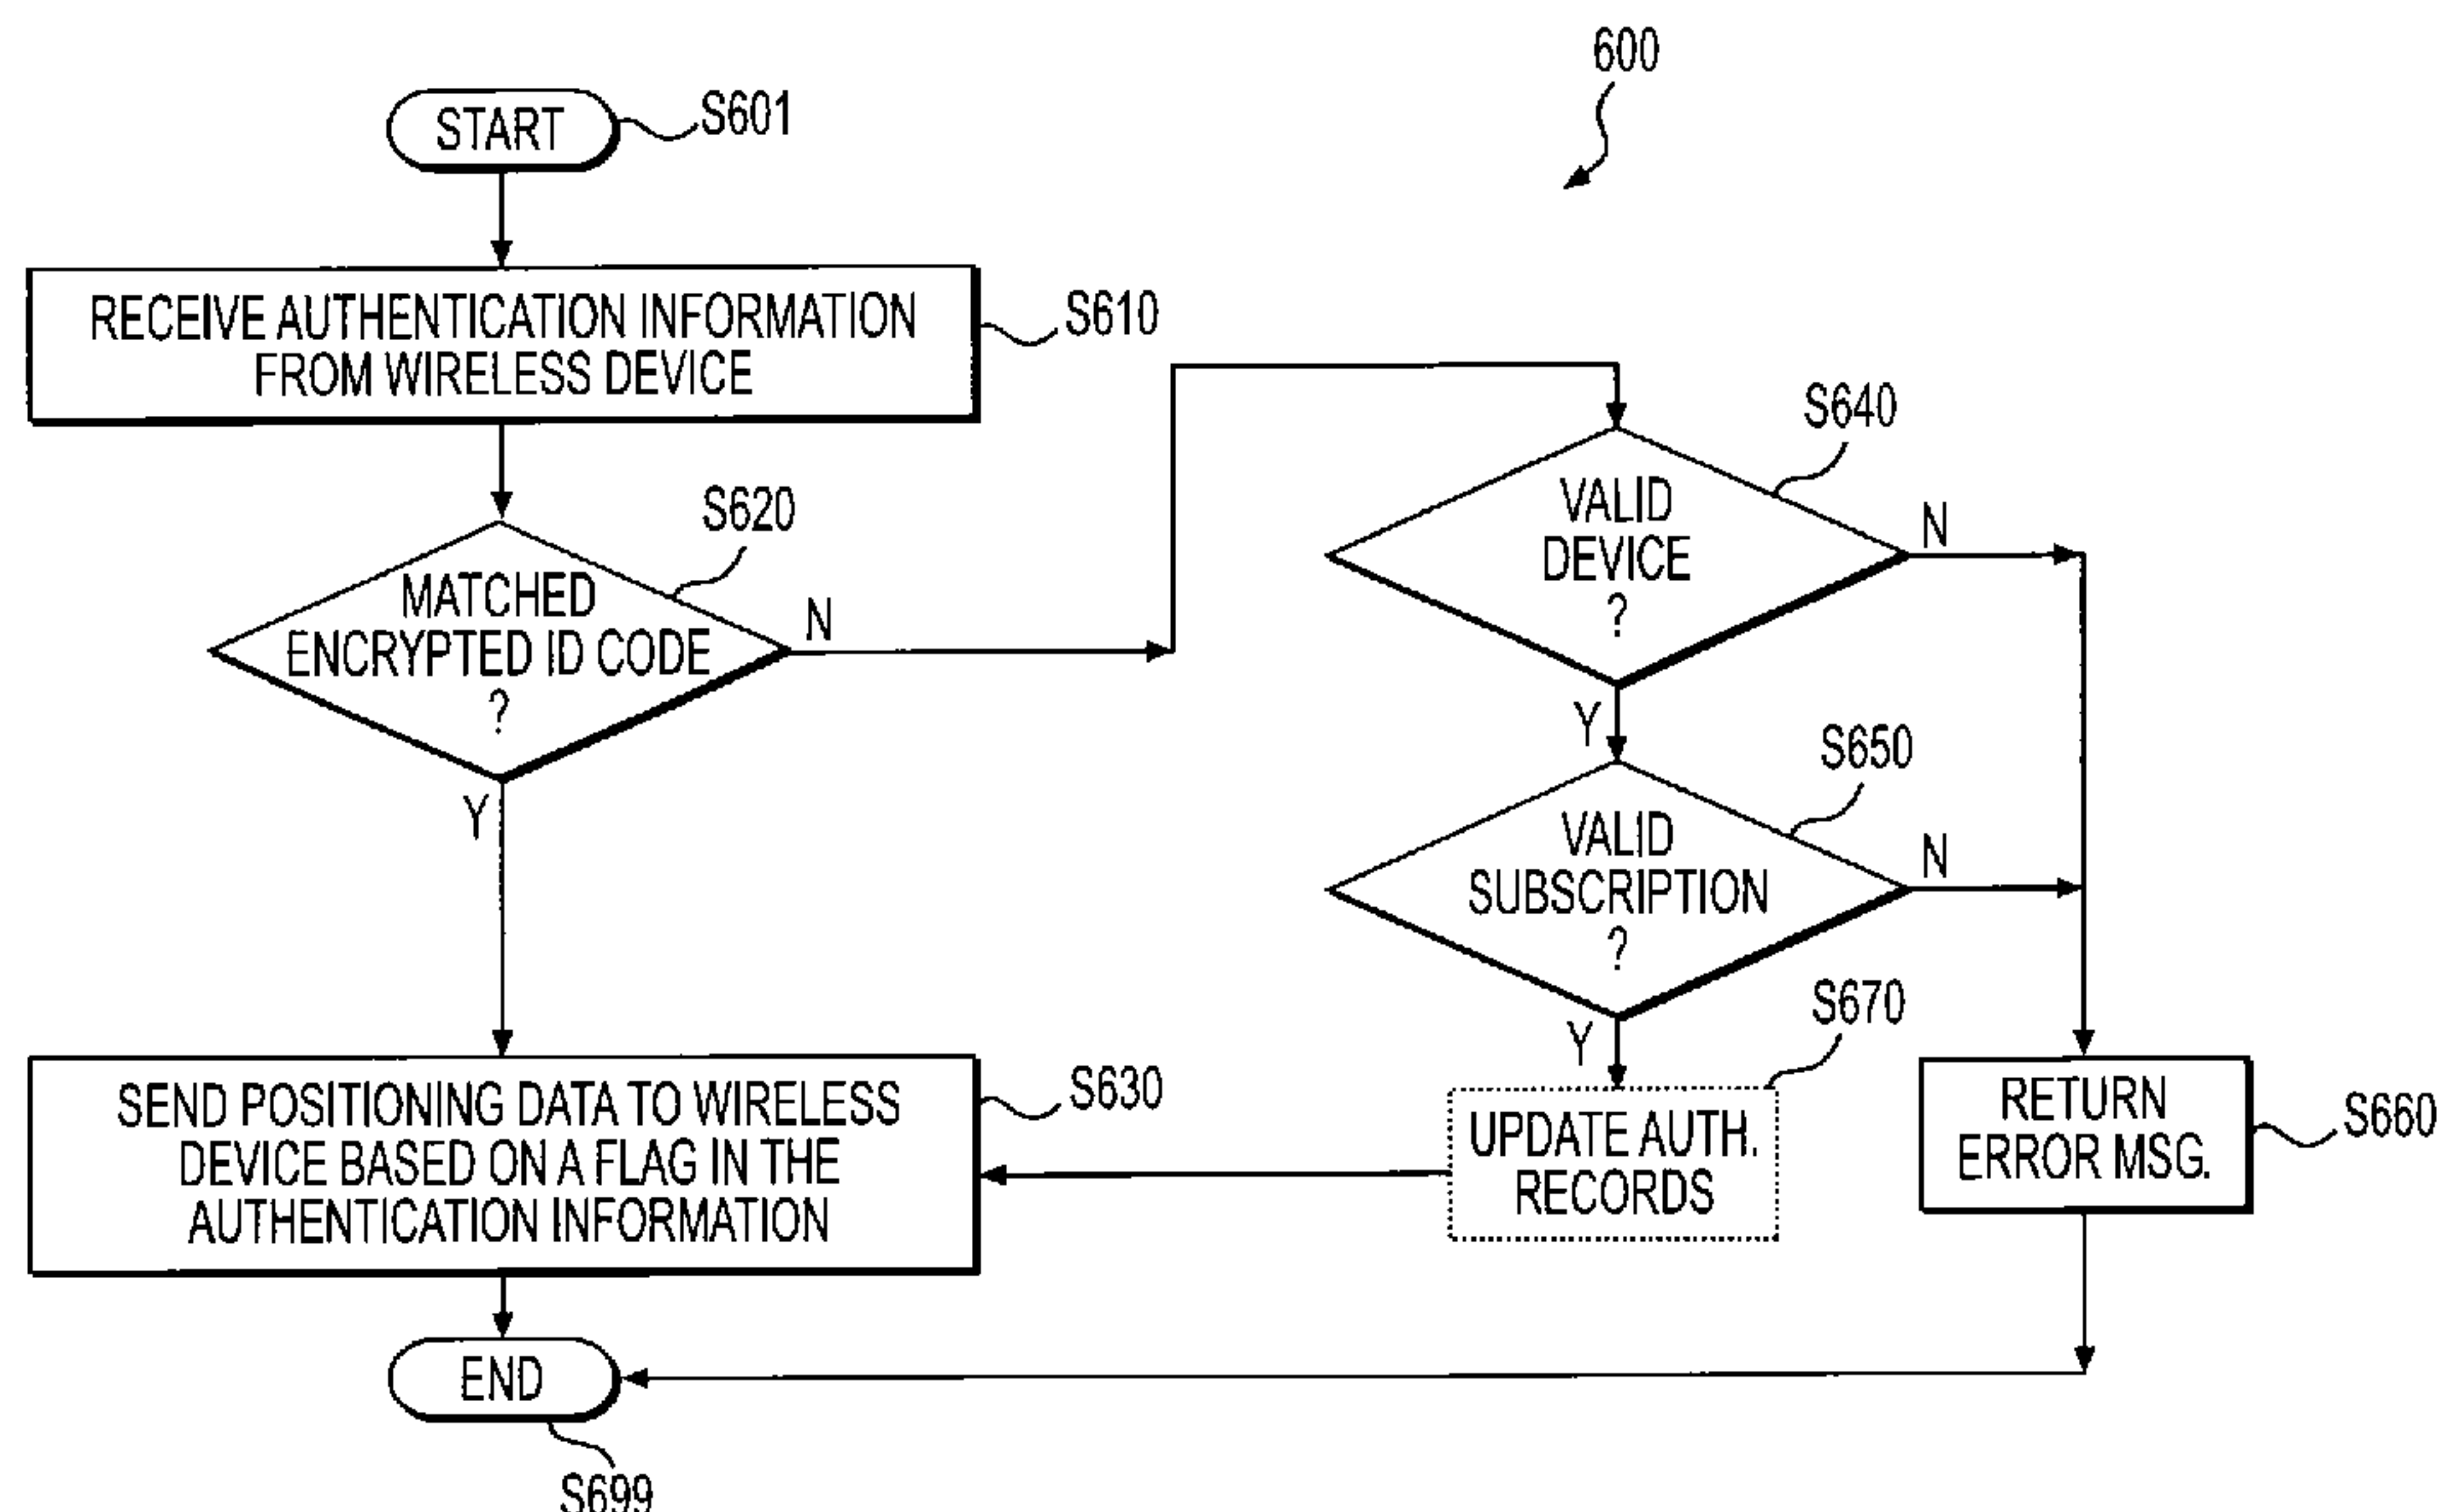 600
START
S601
RECEIVE AUTHENTICATION INFORMATION
FROM WIRELESS DEVICE
S610
S620
MATCHED
ENCRYPTED ID CODE
?
N
Y
S640
VALID
DEVICE
?
N
Y
S650
VALID
SUBSCRIPTION
?
N
Y
S670
UPDATE AUTH.
RECORDS
RETURN
ERROR MSG.
S660
SEND POSITIONING DATA TO WIRELESS
DEVICE BASED ON A FLAG IN THE
AUTHENTICATION INFORMATION
S630
END
S699